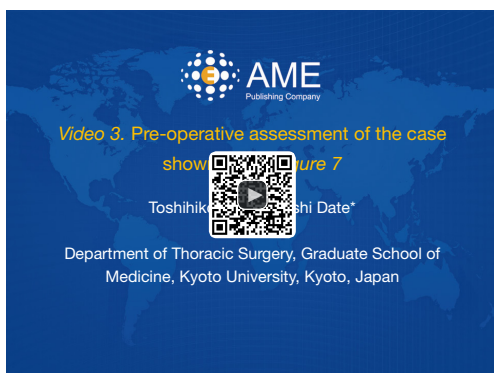 AME
Publishing Company
Video 3. Pre-operative assessment of the case
show ure 7
Toshihik shi Date*
Department of Thoracic Surgery, Graduate School of
Medicine, Kyoto University, Kyoto, Japan